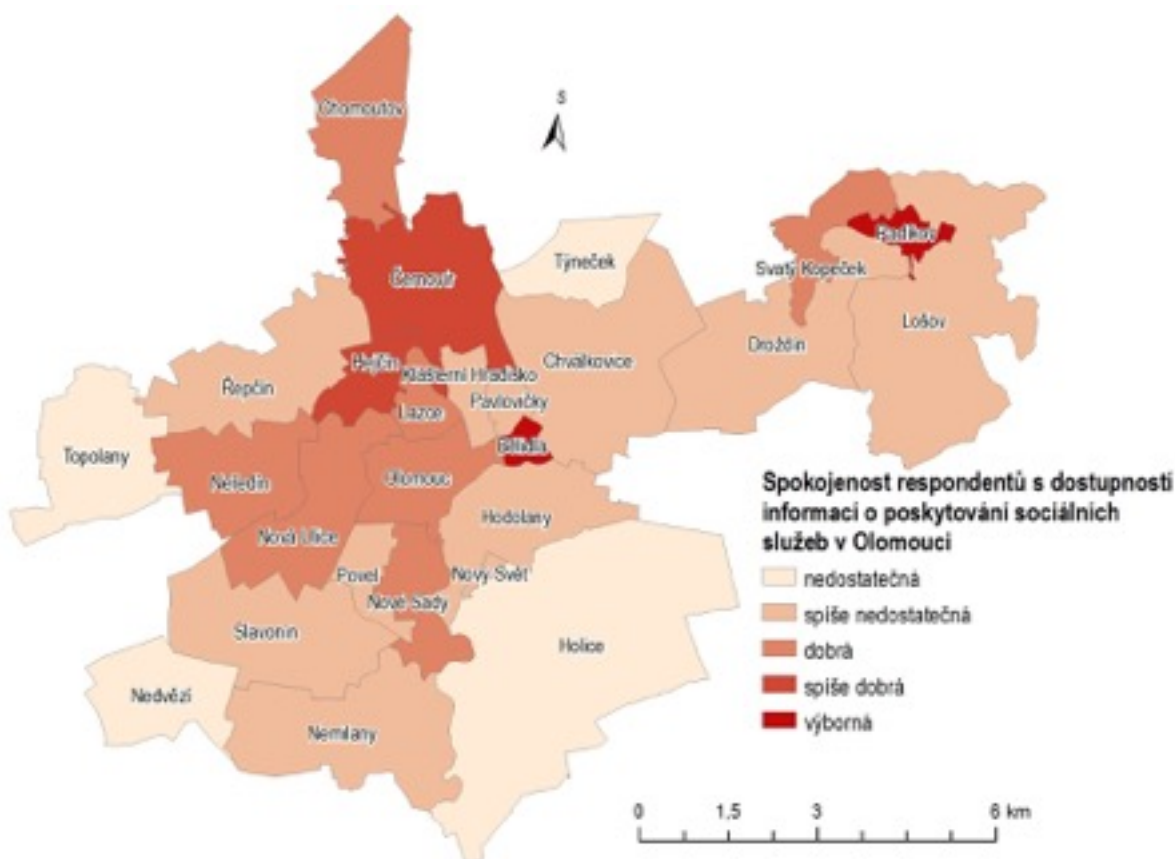 S
Chomoutov
Týneček
Radíkov
Svatý Kopeček
Černovír
Lošov
Droždín
Chválkovice
Hejčín
Klášterní Hradisko
Řepčín
Pavlovičky
Lazce
Topolany
Bělidla
Neředín
Olomouc
Hodolany
Nová Ulice
Povel
Nový Svět
Nové Sady
Slavonín
Holice
Nedvězí
Nemilany
Spokojenost respondentů s dostupností
informací o poskytování sociálních
služeb v Olomouci
nedostatečná
spíše nedostatečná
dobrá
spíše dobrá
výborná
0 1,5 3 6 km